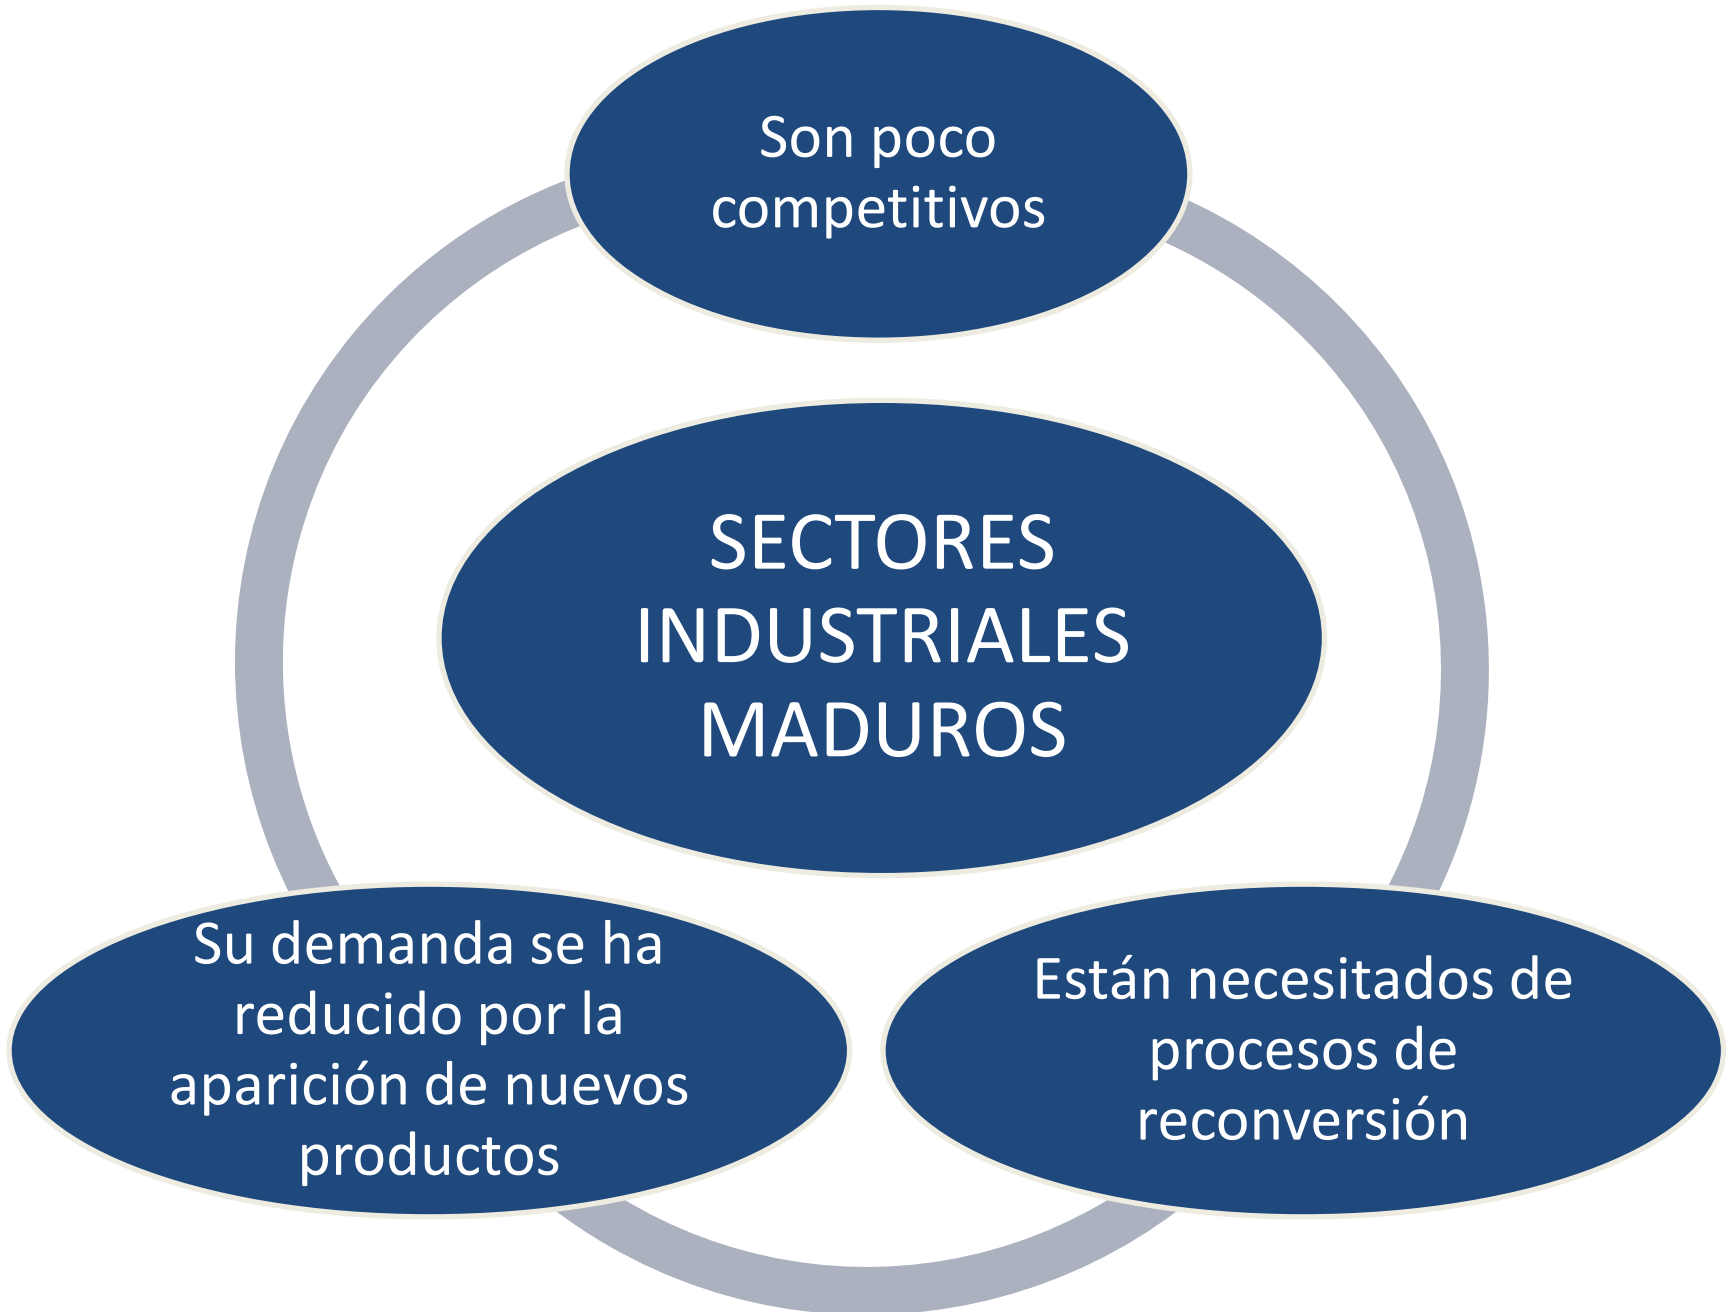 Son poco
competitivos
SECTORES
INDUSTRIALES
MADUROS
Su demanda se ha
reducido por la
aparición de nuevos
productos
Están necesitados de
procesos de
reconversión